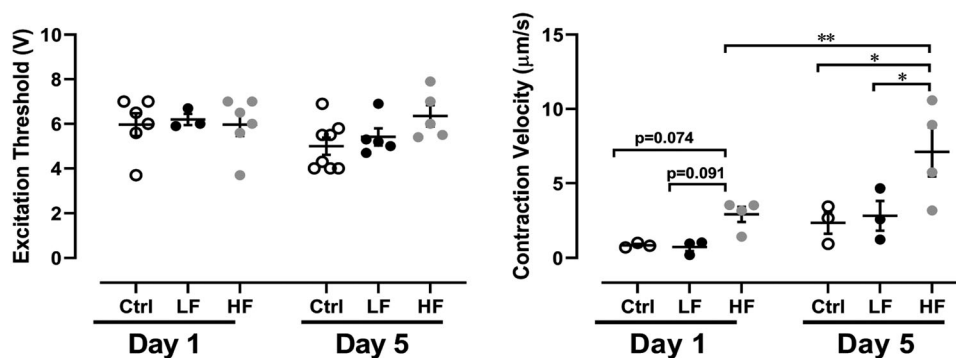 Excitation Threshold (V)
10
8
6
4
2
0
Ctrl LF HF Ctrl LF HF
Day 1 Day 5
Contraction Velocity (μm/s)
15
10
5
0
**
*
*
p=0.074
p=0.091
Ctrl LF HF Ctrl LF HF
Day 1 Day 5